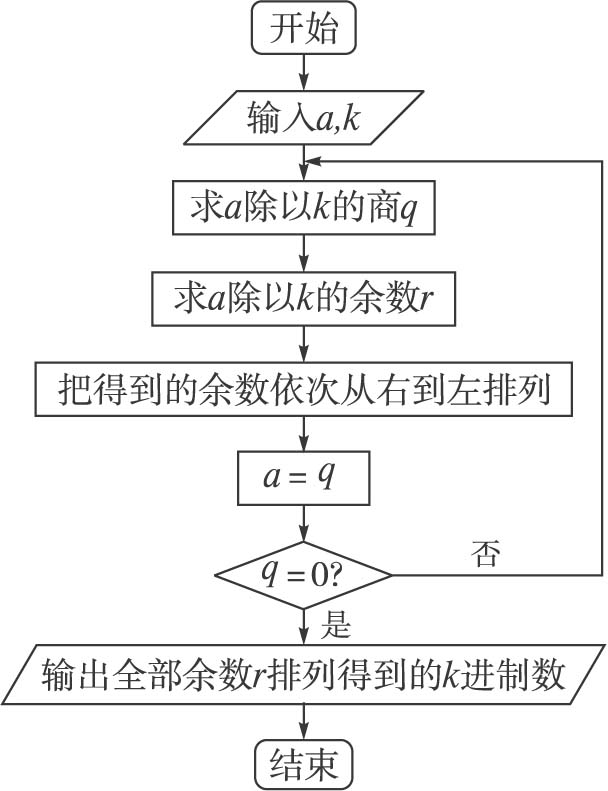 开始
输入a,k
求a除以k的商q
求a除以k的余数r
把得到的余数依次从右到左排列
a = q
q = 0?
否
是
输出全部余数r排列得到的k进制数
结束